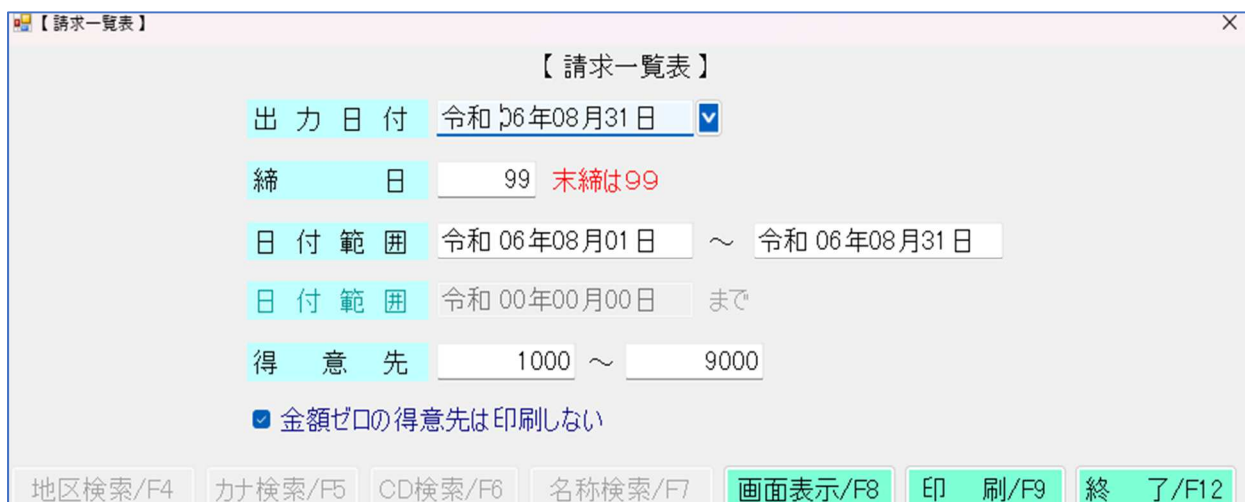 【 請求一覧表 】
【 請求一覧表 】
出力日付 令和 06年08月31日
締日 99 末締は99
日付範囲 令和 06年08月01日 ～ 令和 06年08月31日
日付範囲 令和 00年00月00日 まで
得意先 1000 ～ 9000
金額ゼロの得意先は印刷しない
地区検索/F4 カナ検索/F5 CD検索/F6 名称検索/F7 画面表示/F8 印 刷/F9 終 了/F12